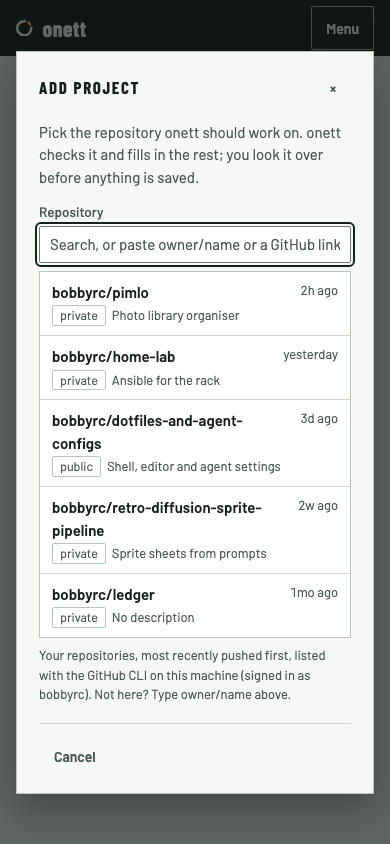 onett
Menu
ADD PROJECT
×
Pick the repository onett should work on. onett
checks it and fills in the rest; you look it over
before anything is saved.
Repository
Search, or paste owner/name or a GitHub link
bobbyrc/pimlo 2h ago
private Photo library organiser
bobbyrc/home-lab yesterday
private Ansible for the rack
bobbyrc/dotfiles-and-agent- 3d ago
configs
public Shell, editor and agent settings
bobbyrc/retro-diffusion-sprite- 2w ago
pipeline
private Sprite sheets from prompts
bobbyrc/ledger 1mo ago
private No description
Your repositories, most recently pushed first, listed
with the GitHub CLI on this machine (signed in as
bobbyrc). Not here? Type owner/name above.
Cancel